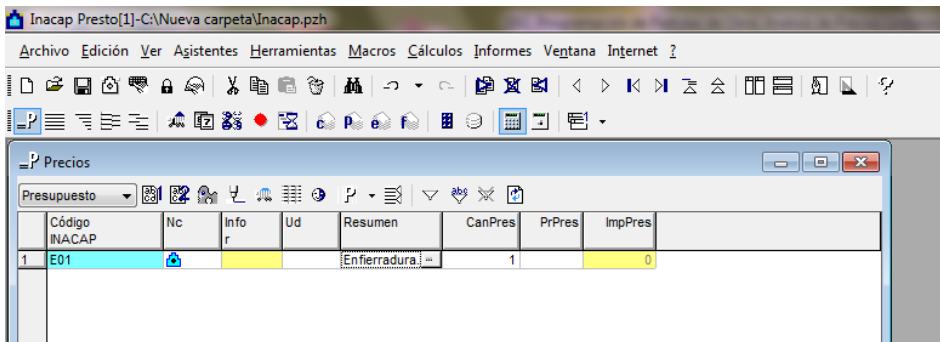 Inacap Presto[1]-C:\Nueva carpeta\Inacap.pzh
Archivo Edición Ver Asistentes Herramientas Macros Cálculos Informes Ventana Internet ?
Precios
Presupuesto
Código Nc Info Ud Resumen CanPres PrPres ImpPres
INACAP r
1 E01 Enfierradura. 1 0